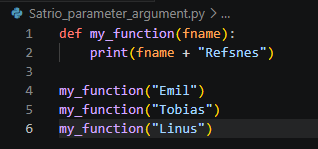 Satrio_parameter_argument.py > ...
1 def my_function(fname):
2     print(fname + "Refsnes")
3
4 my_function("Emil")
5 my_function("Tobias")
6 my_function("Linus")